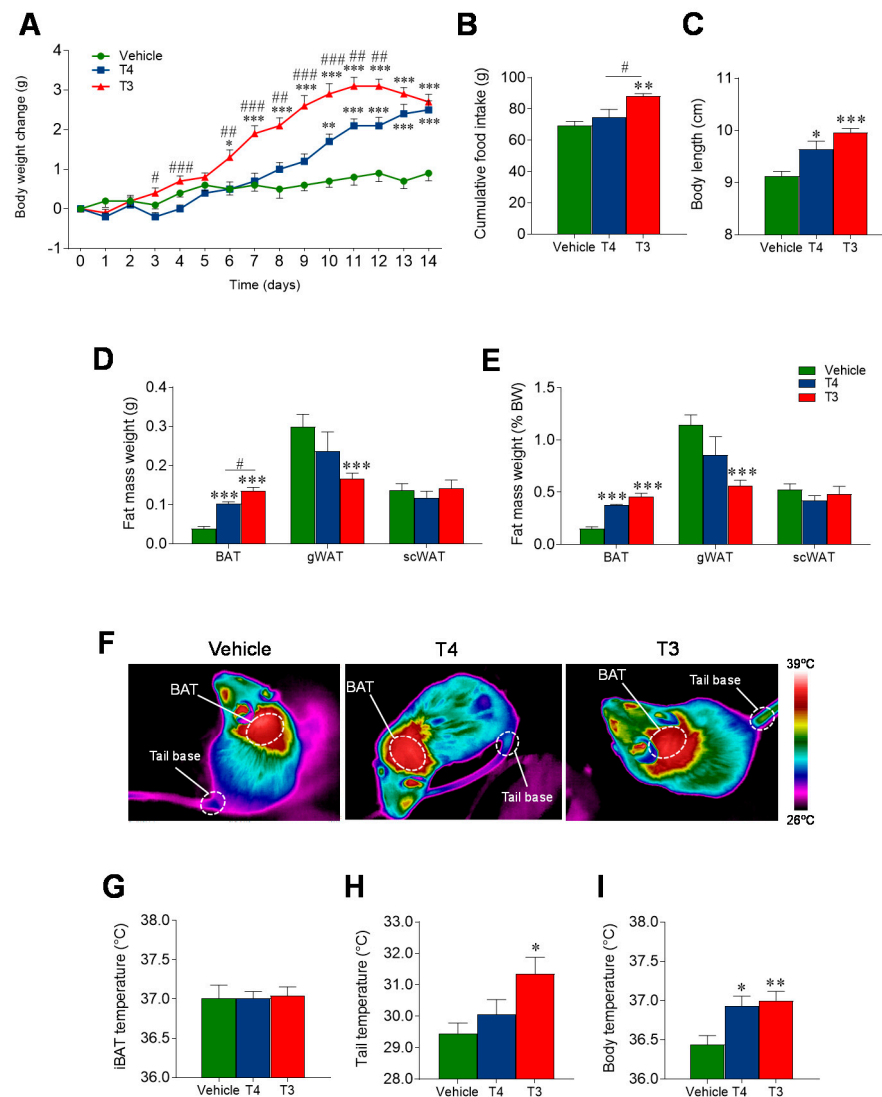 A
Vehicle
T4
T3
Body weight change (g)
4
3
2
1
0
-1
# ### ## * ### *** ## *** ### *** ### *** ## *** ## *** *** ***
** *** *** *** ***
0 1 2 3 4 5 6 7 8 9 10 11 12 13 14
Time (days)
B
Cumulative food intake (g)
100
80
60
40
20
0
#
**
Vehicle T4 T3
C
Body length (cm)
11
10
9
8
* ***
Vehicle T4 T3
D
Fat mass weight (g)
0.4
0.3
0.2
0.1
0.0
#
*** *** ***
BAT gWAT scWAT
E
Vehicle
T4
T3
Fat mass weight (% BW)
1.5
1.0
0.5
0.0
*** *** ***
BAT gWAT scWAT
F
Vehicle
BAT
Tail base
T4
BAT
Tail base
T3
BAT
Tail base
39°C
26°C
G
iBAT temperature (°C)
38.0
37.5
37.0
36.5
36.0
Vehicle T4 T3
H
Tail temperature (°C)
33.0
32.0
31.0
30.0
29.0
28.0
*
Vehicle T4 T3
I
Body temperature (°C)
38.0
37.5
37.0
36.5
36.0
* **
Vehicle T4 T3